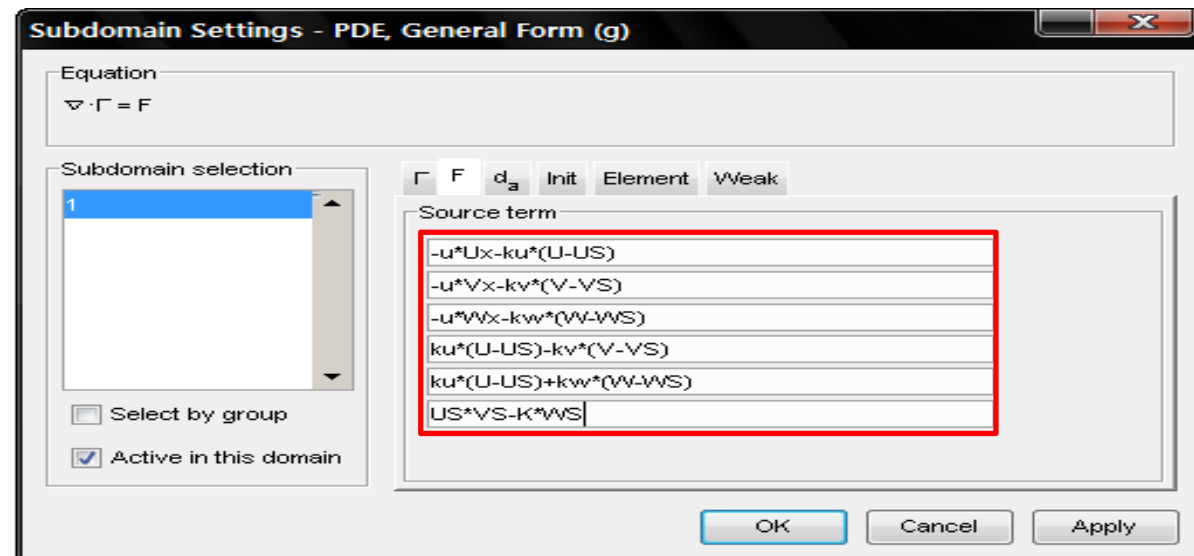 Subdomain Settings - PDE, General Form (g)
Equation
∇·Γ = F
Subdomain selection
1
Select by group
Active in this domain
Γ F da Init Element Weak
Source term
-u*Ux-ku*(U-US)
-u*Vx-kv*(V-VS)
-u*Wx-kw*(W-WS)
ku*(U-US)-kv*(V-VS)
ku*(U-US)+kw*(W-WS)
US*VS-K*WS
OK Cancel Apply